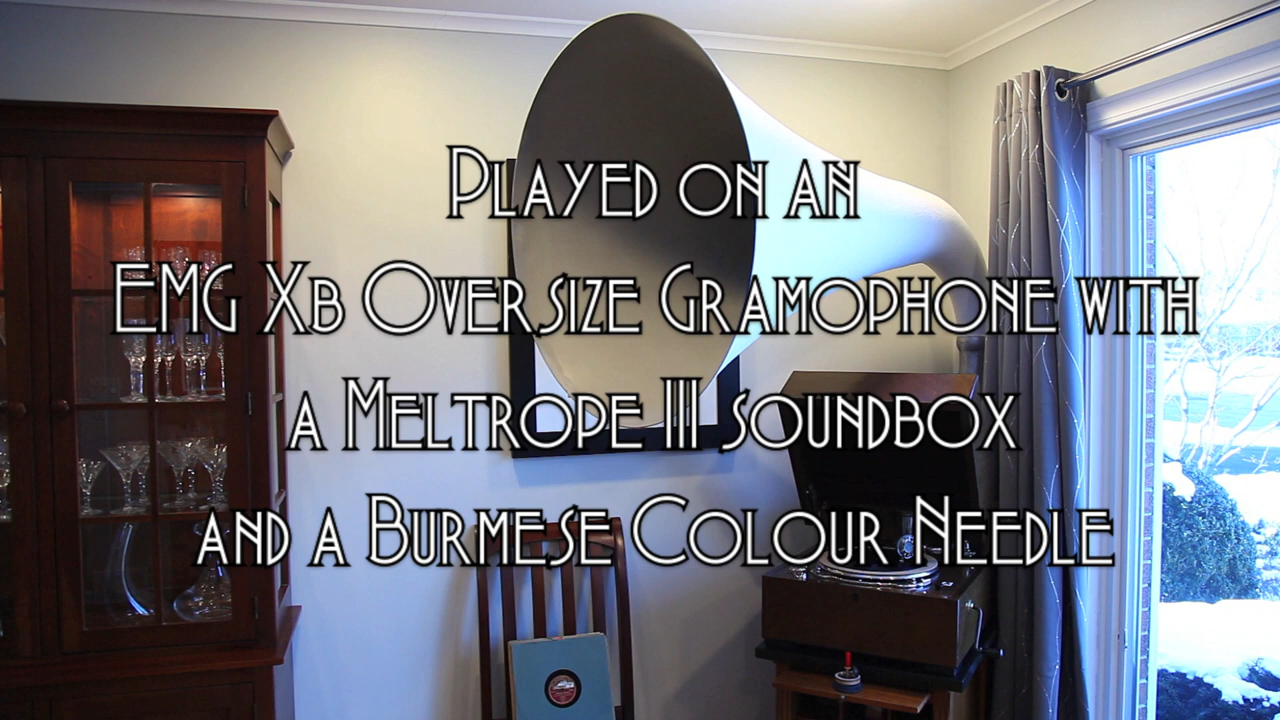 Played on an
EMG Xb Oversize Gramophone with
a Meltrope III soundbox
and a Burmese Colour Needle